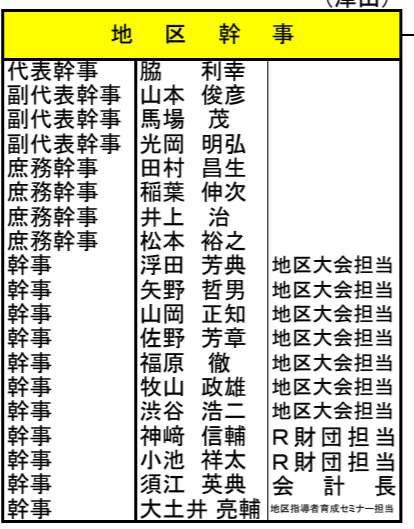 （津山）
地 区 幹 事
代表幹事 脇 利幸
副代表幹事 山本 俊彦
副代表幹事 馬場 茂
副代表幹事 光岡 明弘
庶務幹事 田村 昌生
庶務幹事 稲葉 伸次
庶務幹事 井上 治
庶務幹事 松本 裕之
幹事 浮田 芳典 地区大会担当
幹事 矢野 哲男 地区大会担当
幹事 山岡 正知 地区大会担当
幹事 佐野 芳章 地区大会担当
幹事 福原 徹 地区大会担当
幹事 牧山 政雄 地区大会担当
幹事 渋谷 浩二 地区大会担当
幹事 神﨑 信輔 Ｒ財団担当
幹事 小池 祥太 Ｒ財団担当
幹事 須江 英典 会 計 長
幹事 大土井 亮輔 地区指導者育成セミナー担当